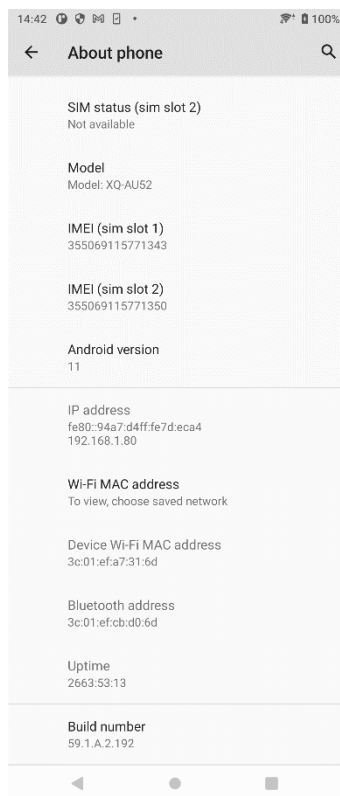 14:42 100%
About phone
SIM status (sim slot 2)
Not available
Model
Model: XQ-AU52
IMEI (sim slot 1)
355069115771343
IMEI (sim slot 2)
355069115771350
Android version
11
IP address
fe80::94a7:d4ff:fe7d:eca4
192.168.1.80
Wi-Fi MAC address
To view, choose saved network
Device Wi-Fi MAC address
3c:01:ef:a7:31:6d
Bluetooth address
3c:01:ef:cb:d0:6d
Uptime
2663:53:13
Build number
59.1.A.2.192